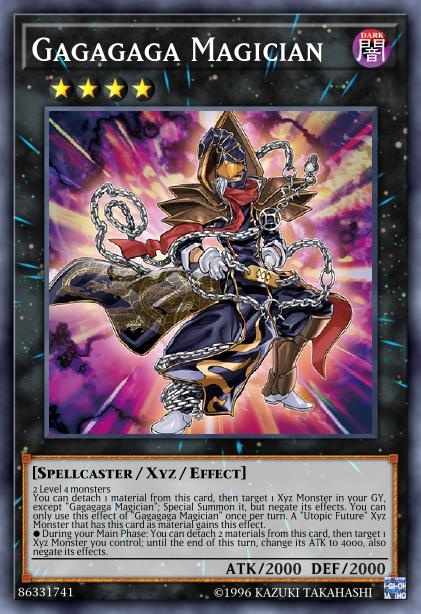 GAGAGAGA MAGICIAN
DARK
闇
[SPELLCASTER / XYZ / EFFECT]
2 Level 4 monsters
You can detach 1 material from this card, then target 1 Xyz Monster in your GY,
except "Gagagaga Magician"; Special Summon it, but negate its effects. You can
only use this effect of "Gagagaga Magician" once per turn. A "Utopic Future" Xyz
Monster that has this card as material gains this effect.
●During your Main Phase: You can detach 2 materials from this card, then target 1
Xyz Monster you control; until the end of this turn, change its ATK to 4000, also
negate its effects.
ATK/2000 DEF/2000
86331741
©1996 KAZUKI TAKAHASHI